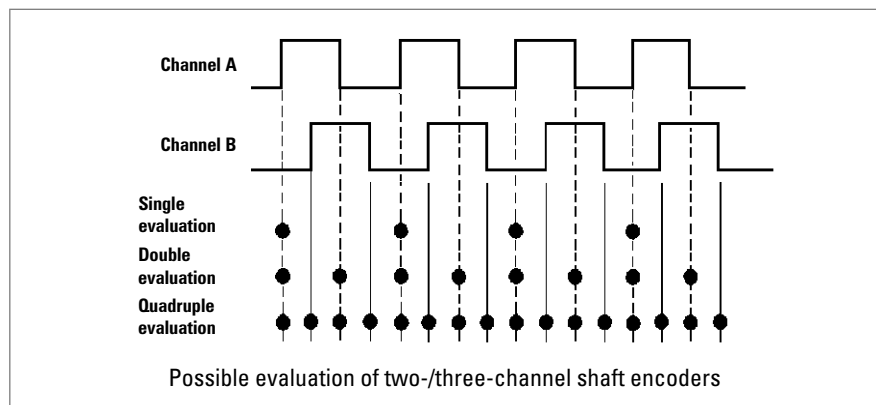 Channel A
Channel B
Single
evaluation
Double
evaluation
Quadruple
evaluation
Possible evaluation of two-/three-channel shaft encoders